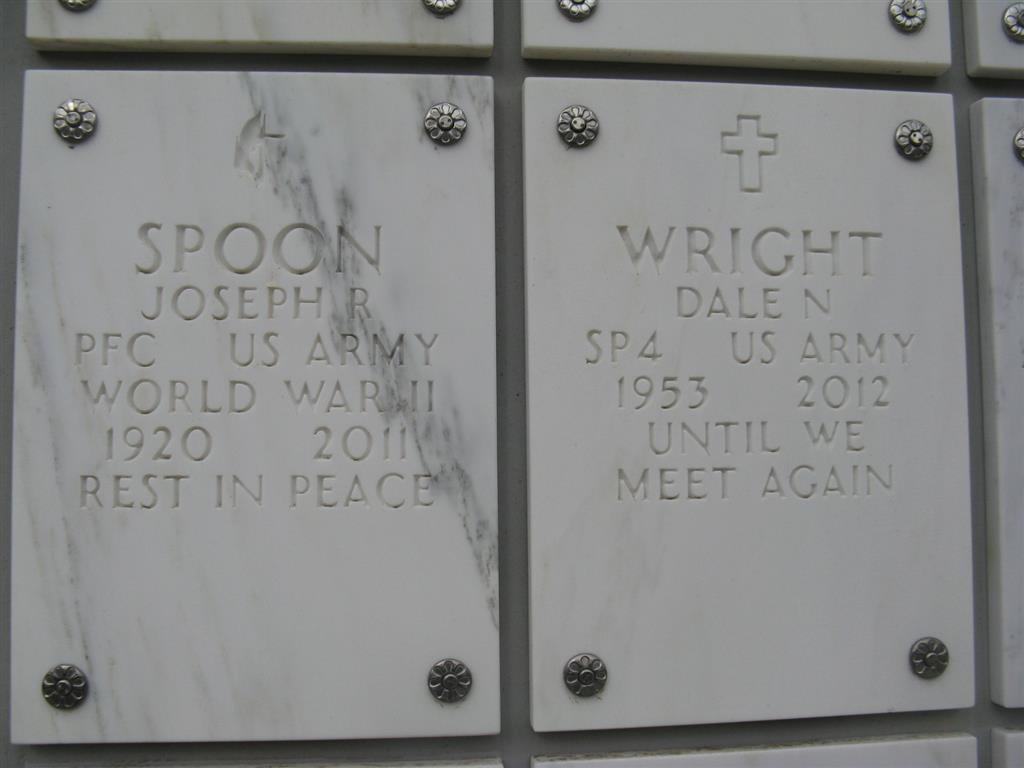 SPOON
JOSEPH R
PFC US ARMY
WORLD WAR II
1920 2011
REST IN PEACE
WRIGHT
DALE N
SP4 US ARMY
1953 2012
UNTIL WE
MEET AGAIN